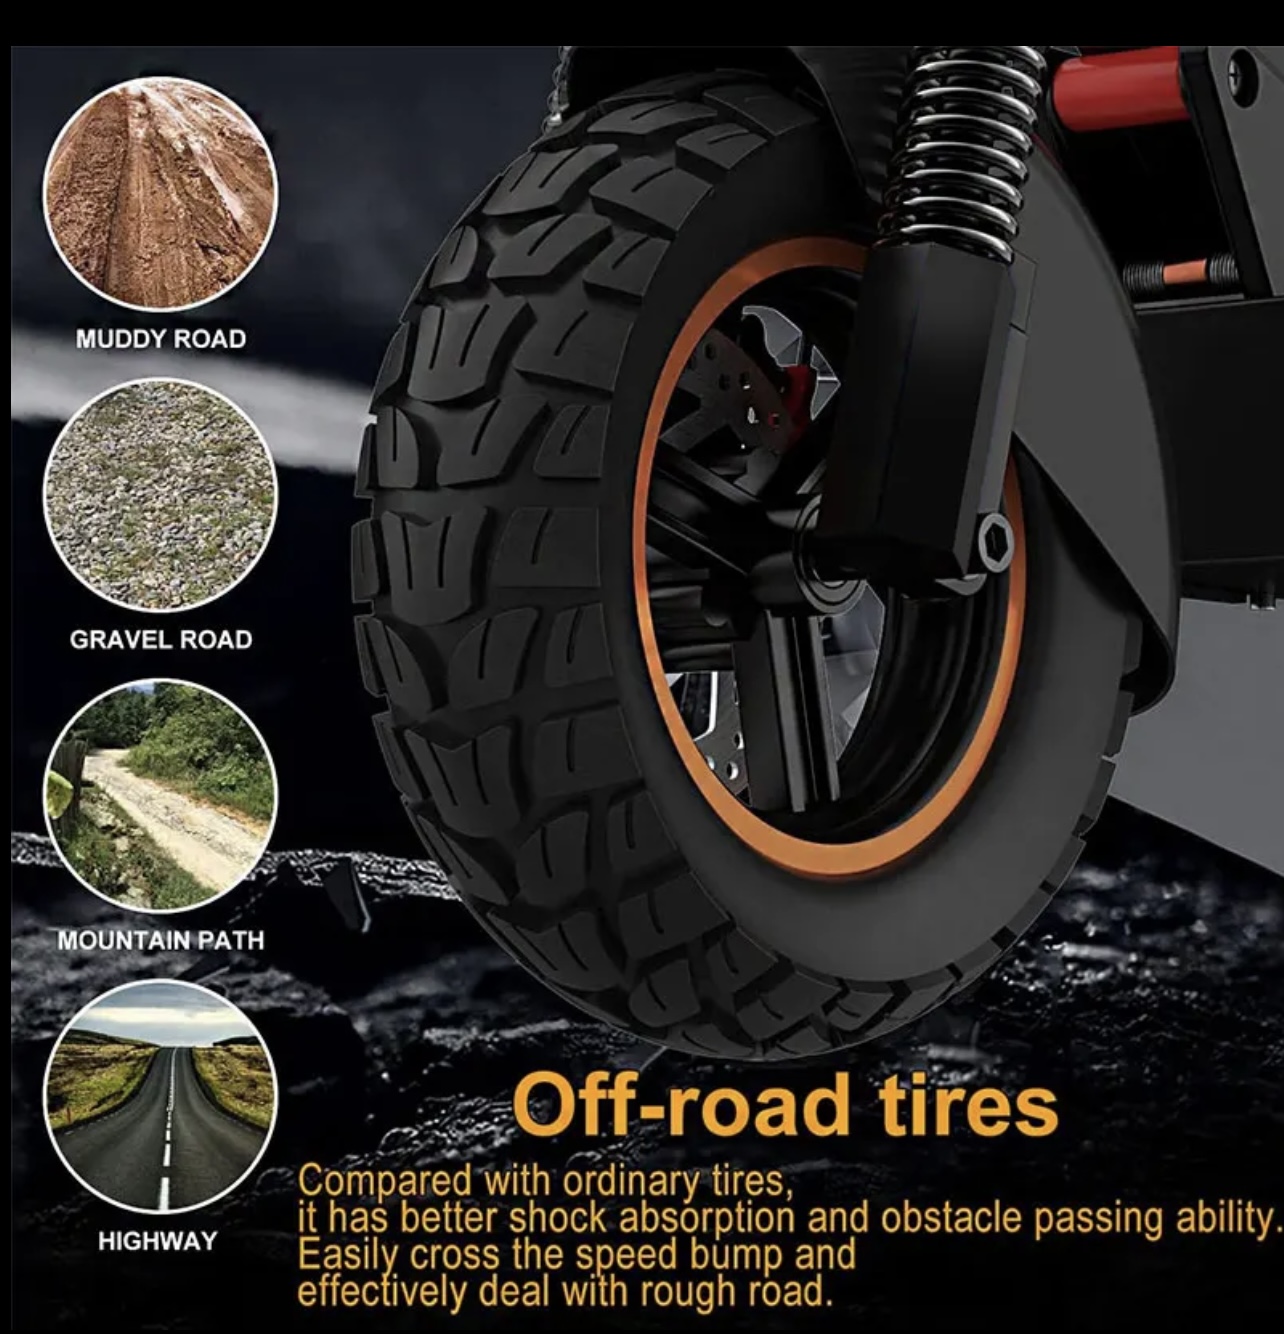 MUDDY ROAD
GRAVEL ROAD
MOUNTAIN PATH
HIGHWAY
Off-road tires
Compared with ordinary tires,
it has better shock absorption and obstacle passing ability.
Easily cross the speed bump and
effectively deal with rough road.